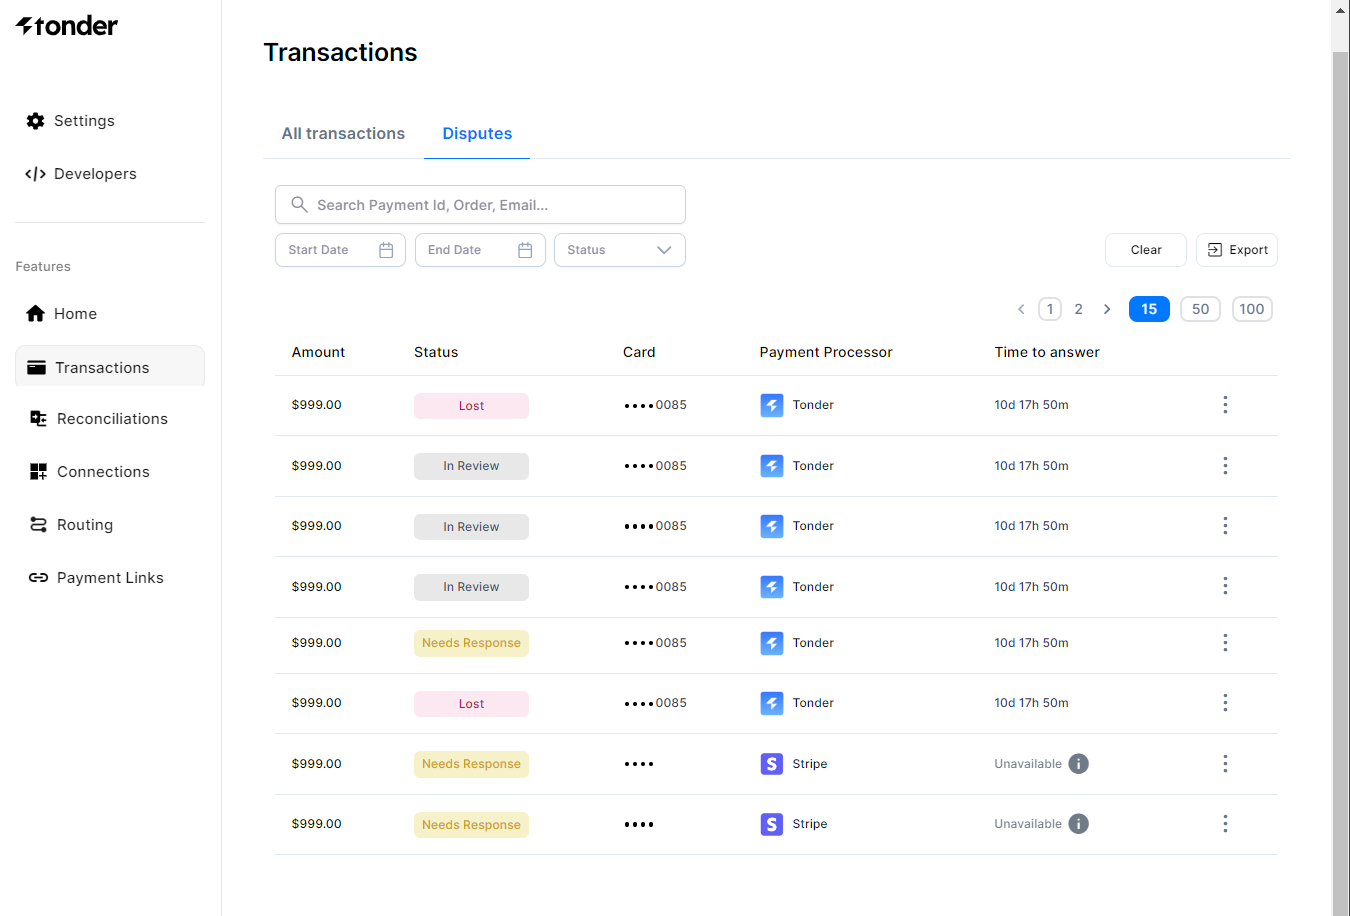 tonder
Settings
Developers
Features
Home
Transactions
Reconciliations
Connections
Routing
Payment Links
Transactions
All transactions Disputes
Search Payment Id, Order, Email...
Start Date End Date Status Clear Export
1 2 15 50 100
Amount Status Card Payment Processor Time to answer
$999.00 Lost ••••0085 Tonder 10d 17h 50m
$999.00 In Review ••••0085 Tonder 10d 17h 50m
$999.00 In Review ••••0085 Tonder 10d 17h 50m
$999.00 In Review ••••0085 Tonder 10d 17h 50m
$999.00 Needs Response ••••0085 Tonder 10d 17h 50m
$999.00 Lost ••••0085 Tonder 10d 17h 50m
$999.00 Needs Response •••• S Stripe Unavailable i
$999.00 Needs Response •••• S Stripe Unavailable i